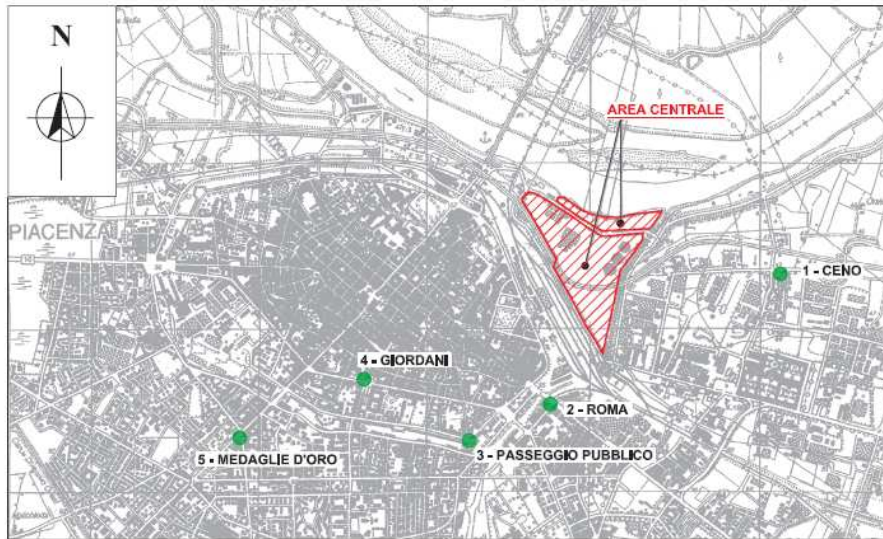 N
AREA CENTRALE
PIACENZA
1 - CENO
4 - GIORDANI
2 - ROMA
3 - PASSEGGIO PUBBLICO
5 - MEDAGLIE D'ORO